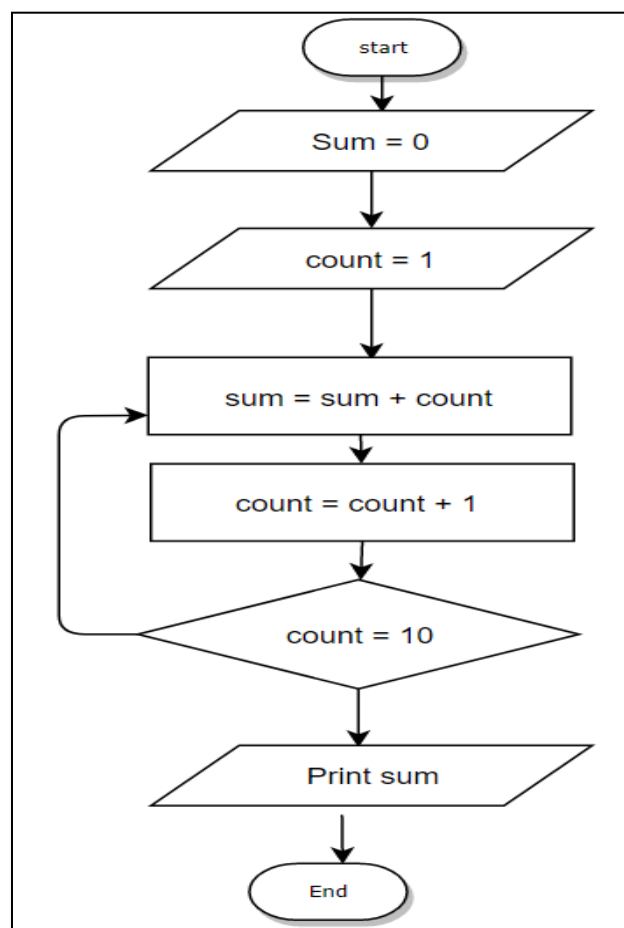 start
Sum = 0
count = 1
sum = sum + count
count = count + 1
count = 10
Print sum
End